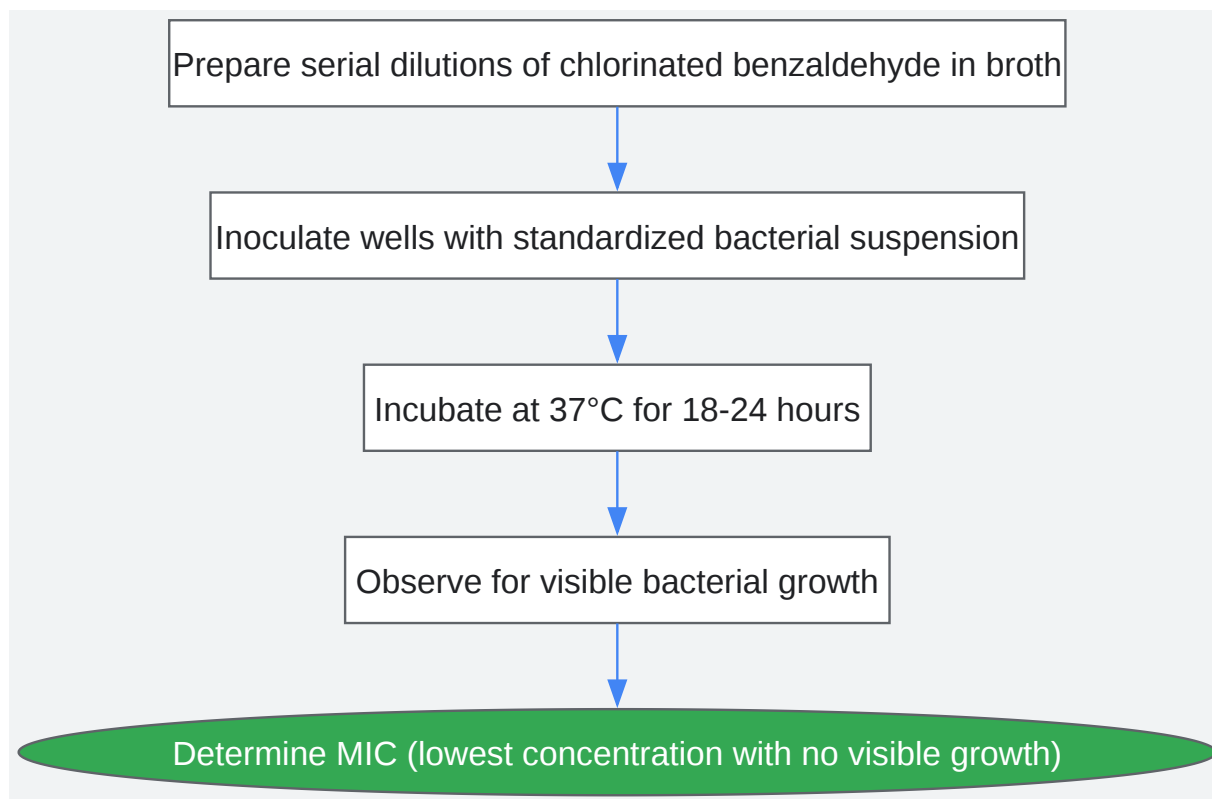 Prepare serial dilutions of chlorinated benzaldehyde in broth
Inoculate wells with standardized bacterial suspension
Incubate at 37°C for 18-24 hours
Observe for visible bacterial growth
Determine MIC (lowest concentration with no visible growth)